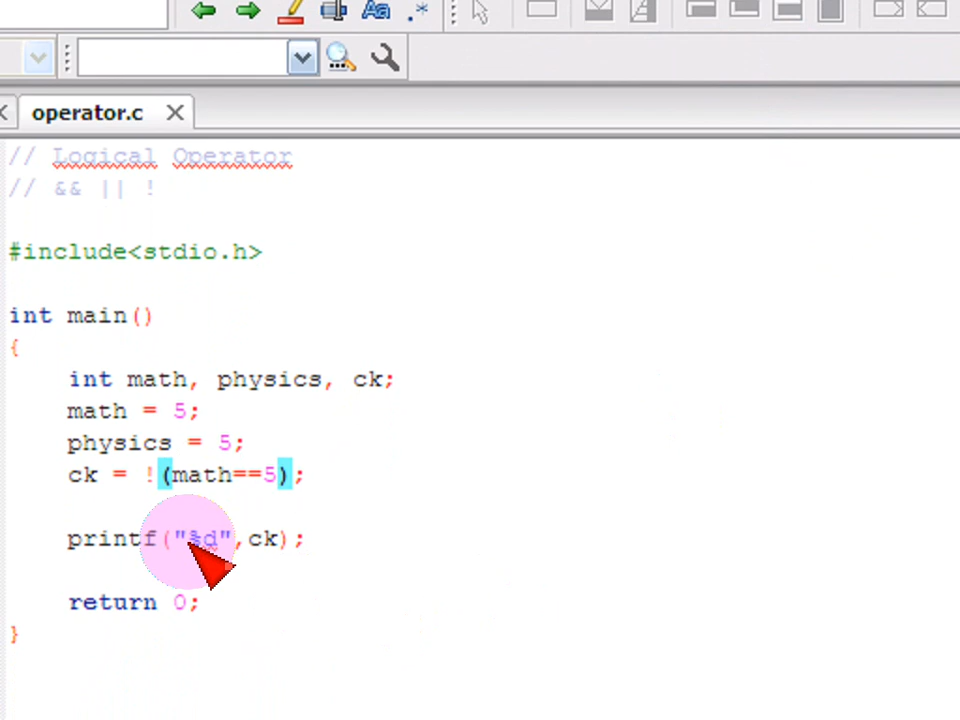 operator.c
// Logical Operator
// && || !
#include<stdio.h>
int main()
{
int math, physics, ck;
math = 5;
physics = 5;
ck = !(math==5);
printf("%d",ck);
return 0;
}